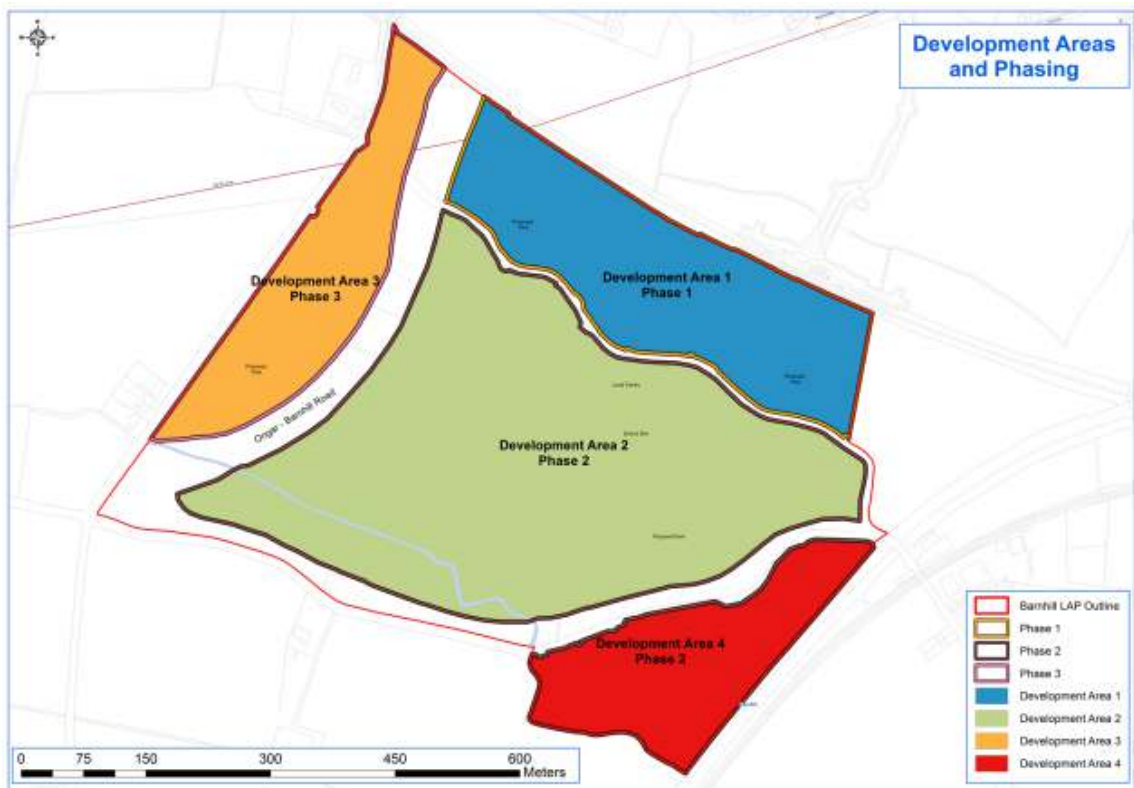 Development Areas
and Phasing
Development Area 3
Phase 3
Development Area 1
Phase 1
Ongar - Barnhill Road
Development Area 2
Phase 2
Development Area 4
Phase 2
Barnhill LAP Outline
Phase 1
Phase 2
Phase 3
Development Area 1
Development Area 2
Development Area 3
Development Area 4
0 75 150 300 450 600
Meters